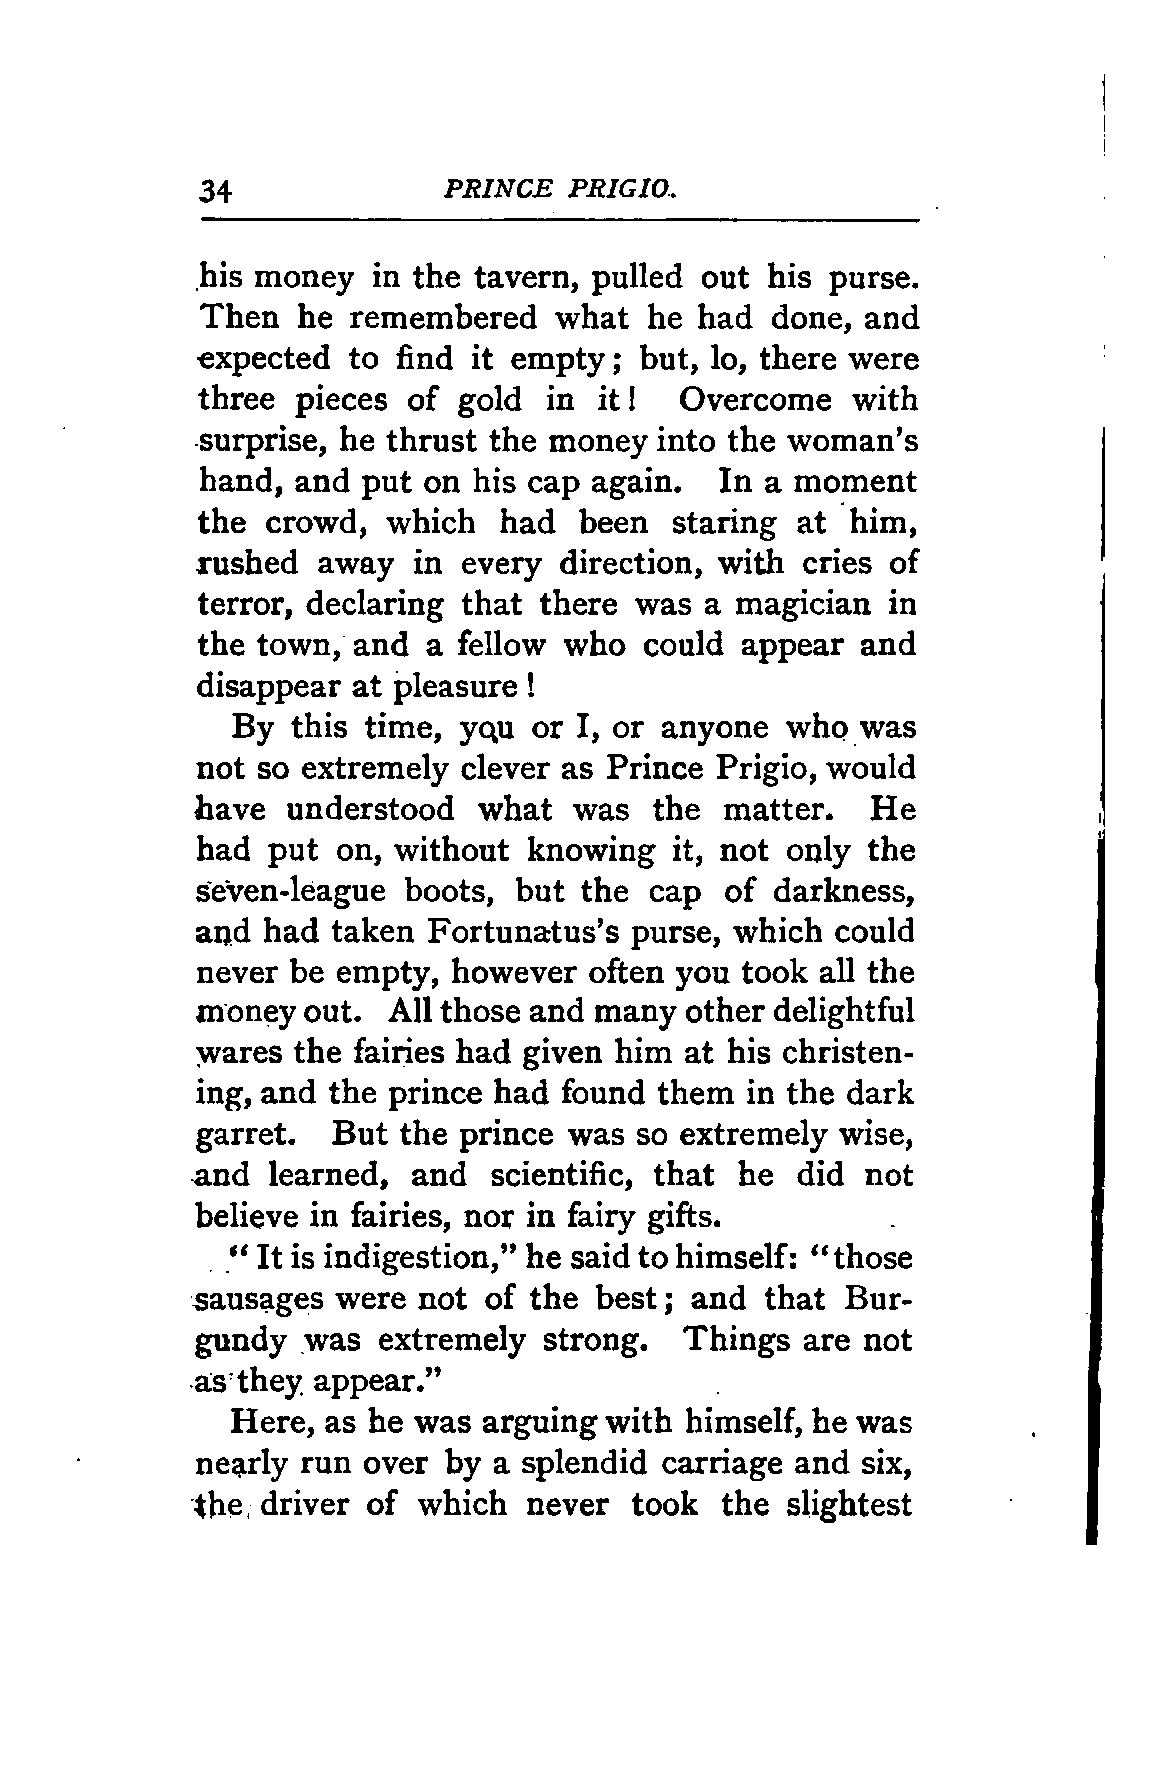 34 PRINCE PRIGIO.
his money in the tavern, pulled out his purse.
Then he remembered what he had done, and
expected to find it empty; but, lo, there were
three pieces of gold in it! Overcome with
surprise, he thrust the money into the woman's
hand, and put on his cap again. In a moment
the crowd, which had been staring at him,
rushed away in every direction, with cries of
terror, declaring that there was a magician in
the town, and a fellow who could appear and
disappear at pleasure!
By this time, you or I, or anyone who was
not so extremely clever as Prince Prigio, would
have understood what was the matter. He
had put on, without knowing it, not only the
seven-league boots, but the cap of darkness,
and had taken Fortunatus's purse, which could
never be empty, however often you took all the
money out. All those and many other delightful
wares the fairies had given him at his christen-
ing, and the prince had found them in the dark
garret. But the prince was so extremely wise,
and learned, and scientific, that he did not
believe in fairies, nor in fairy gifts.
"It is indigestion," he said to himself: "those
sausages were not of the best; and that Bur-
gundy was extremely strong. Things are not
as they appear."
Here, as he was arguing with himself, he was
nearly run over by a splendid carriage and six,
the driver of which never took the slightest